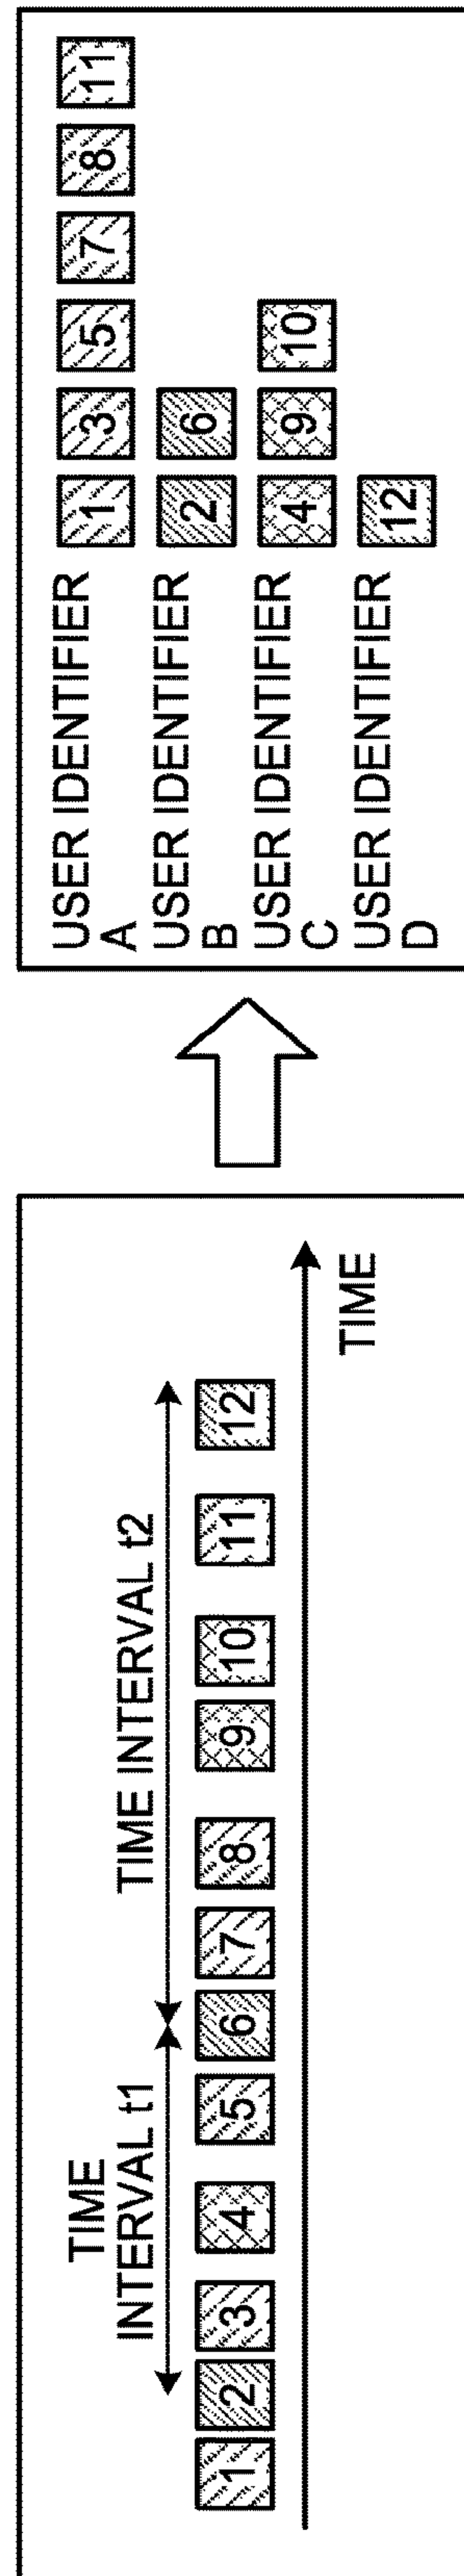 TIME
INTERVAL t1
TIME INTERVAL t2
1 2 3 4 5 6 7 8 9 10 11 12
TIME
USER IDENTIFIER
A
1 3 5 7 8 11
USER IDENTIFIER
B
2 6
USER IDENTIFIER
C
4 9 10
USER IDENTIFIER
D
12